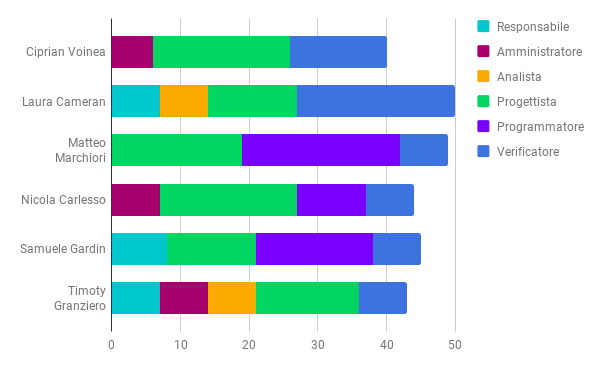 Ciprian Voinea
Laura Cameran
Matteo
Marchiori
Nicola Carlesso
Samuele Gardin
Timoty
Granziero
0 10 20 30 40 50
Responsabile
Amministratore
Analista
Progettista
Programmatore
Verificatore